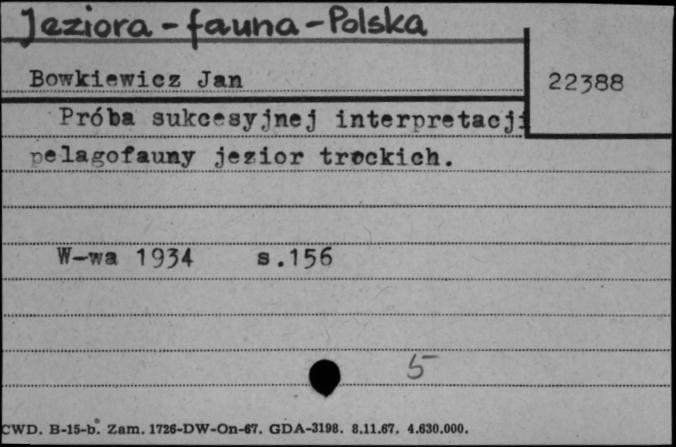 Jeziora - fauna - Polska
Bowkiewicz Jan
22388
Próba sukcesyjnej interpretacji
pelagofauny jezior trockich.
W-wa 1934 s.156
5
CWD. B-15-b. Zam. 1726-DW-On-67. GDA-3198. 8.11.67. 4.630.000.